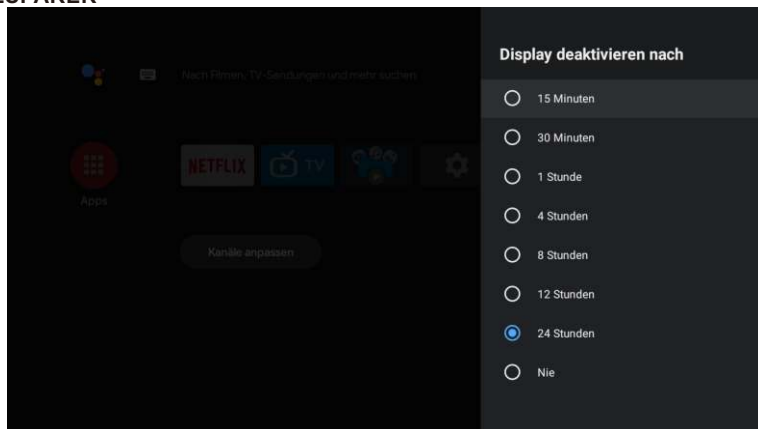 Display deaktivieren nach
Nach Filmen, TV-Sendungen und mehr suchen
15 Minuten
30 Minuten
1 Stunde
NETFLIX
TV
Apps
4 Stunden
Kanäle anpassen
8 Stunden
12 Stunden
24 Stunden
Nie